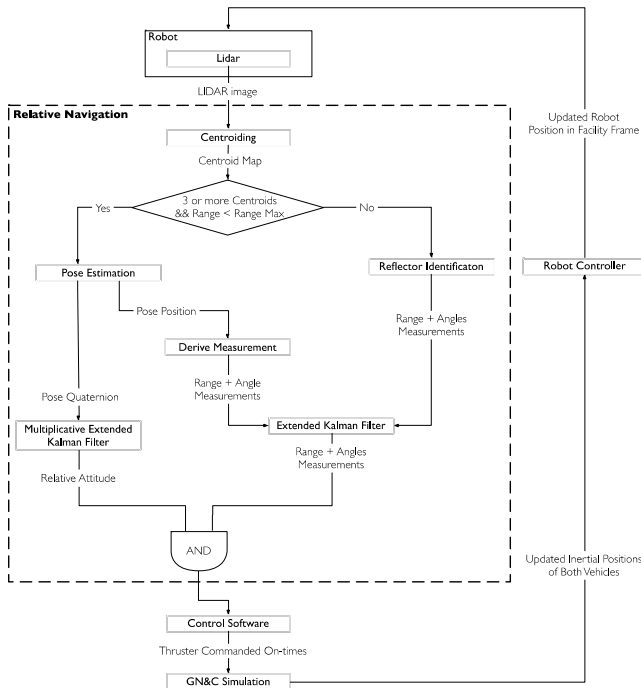 Robot
Lidar
LIDAR image
Relative Navigation
Centroiding
Centroid Map
3 or more Centroids
&& Range < Range Max
Yes
No
Pose Estimation
Reflector Identificaton
Robot Controller
Updated Robot
Position in Facility Frame
Pose Position
Range + Angles
Measurements
Derive Measurement
Range + Angle
Measurements
Pose Quaternion
Multiplicative Extended
Kalman Filter
Extended Kalman Filter
Relative Attitude
Range + Angles
Measurements
AND
Updated Inertial Positions
of Both Vehicles
Control Software
Thruster Commanded On-times
GN&C Simulation